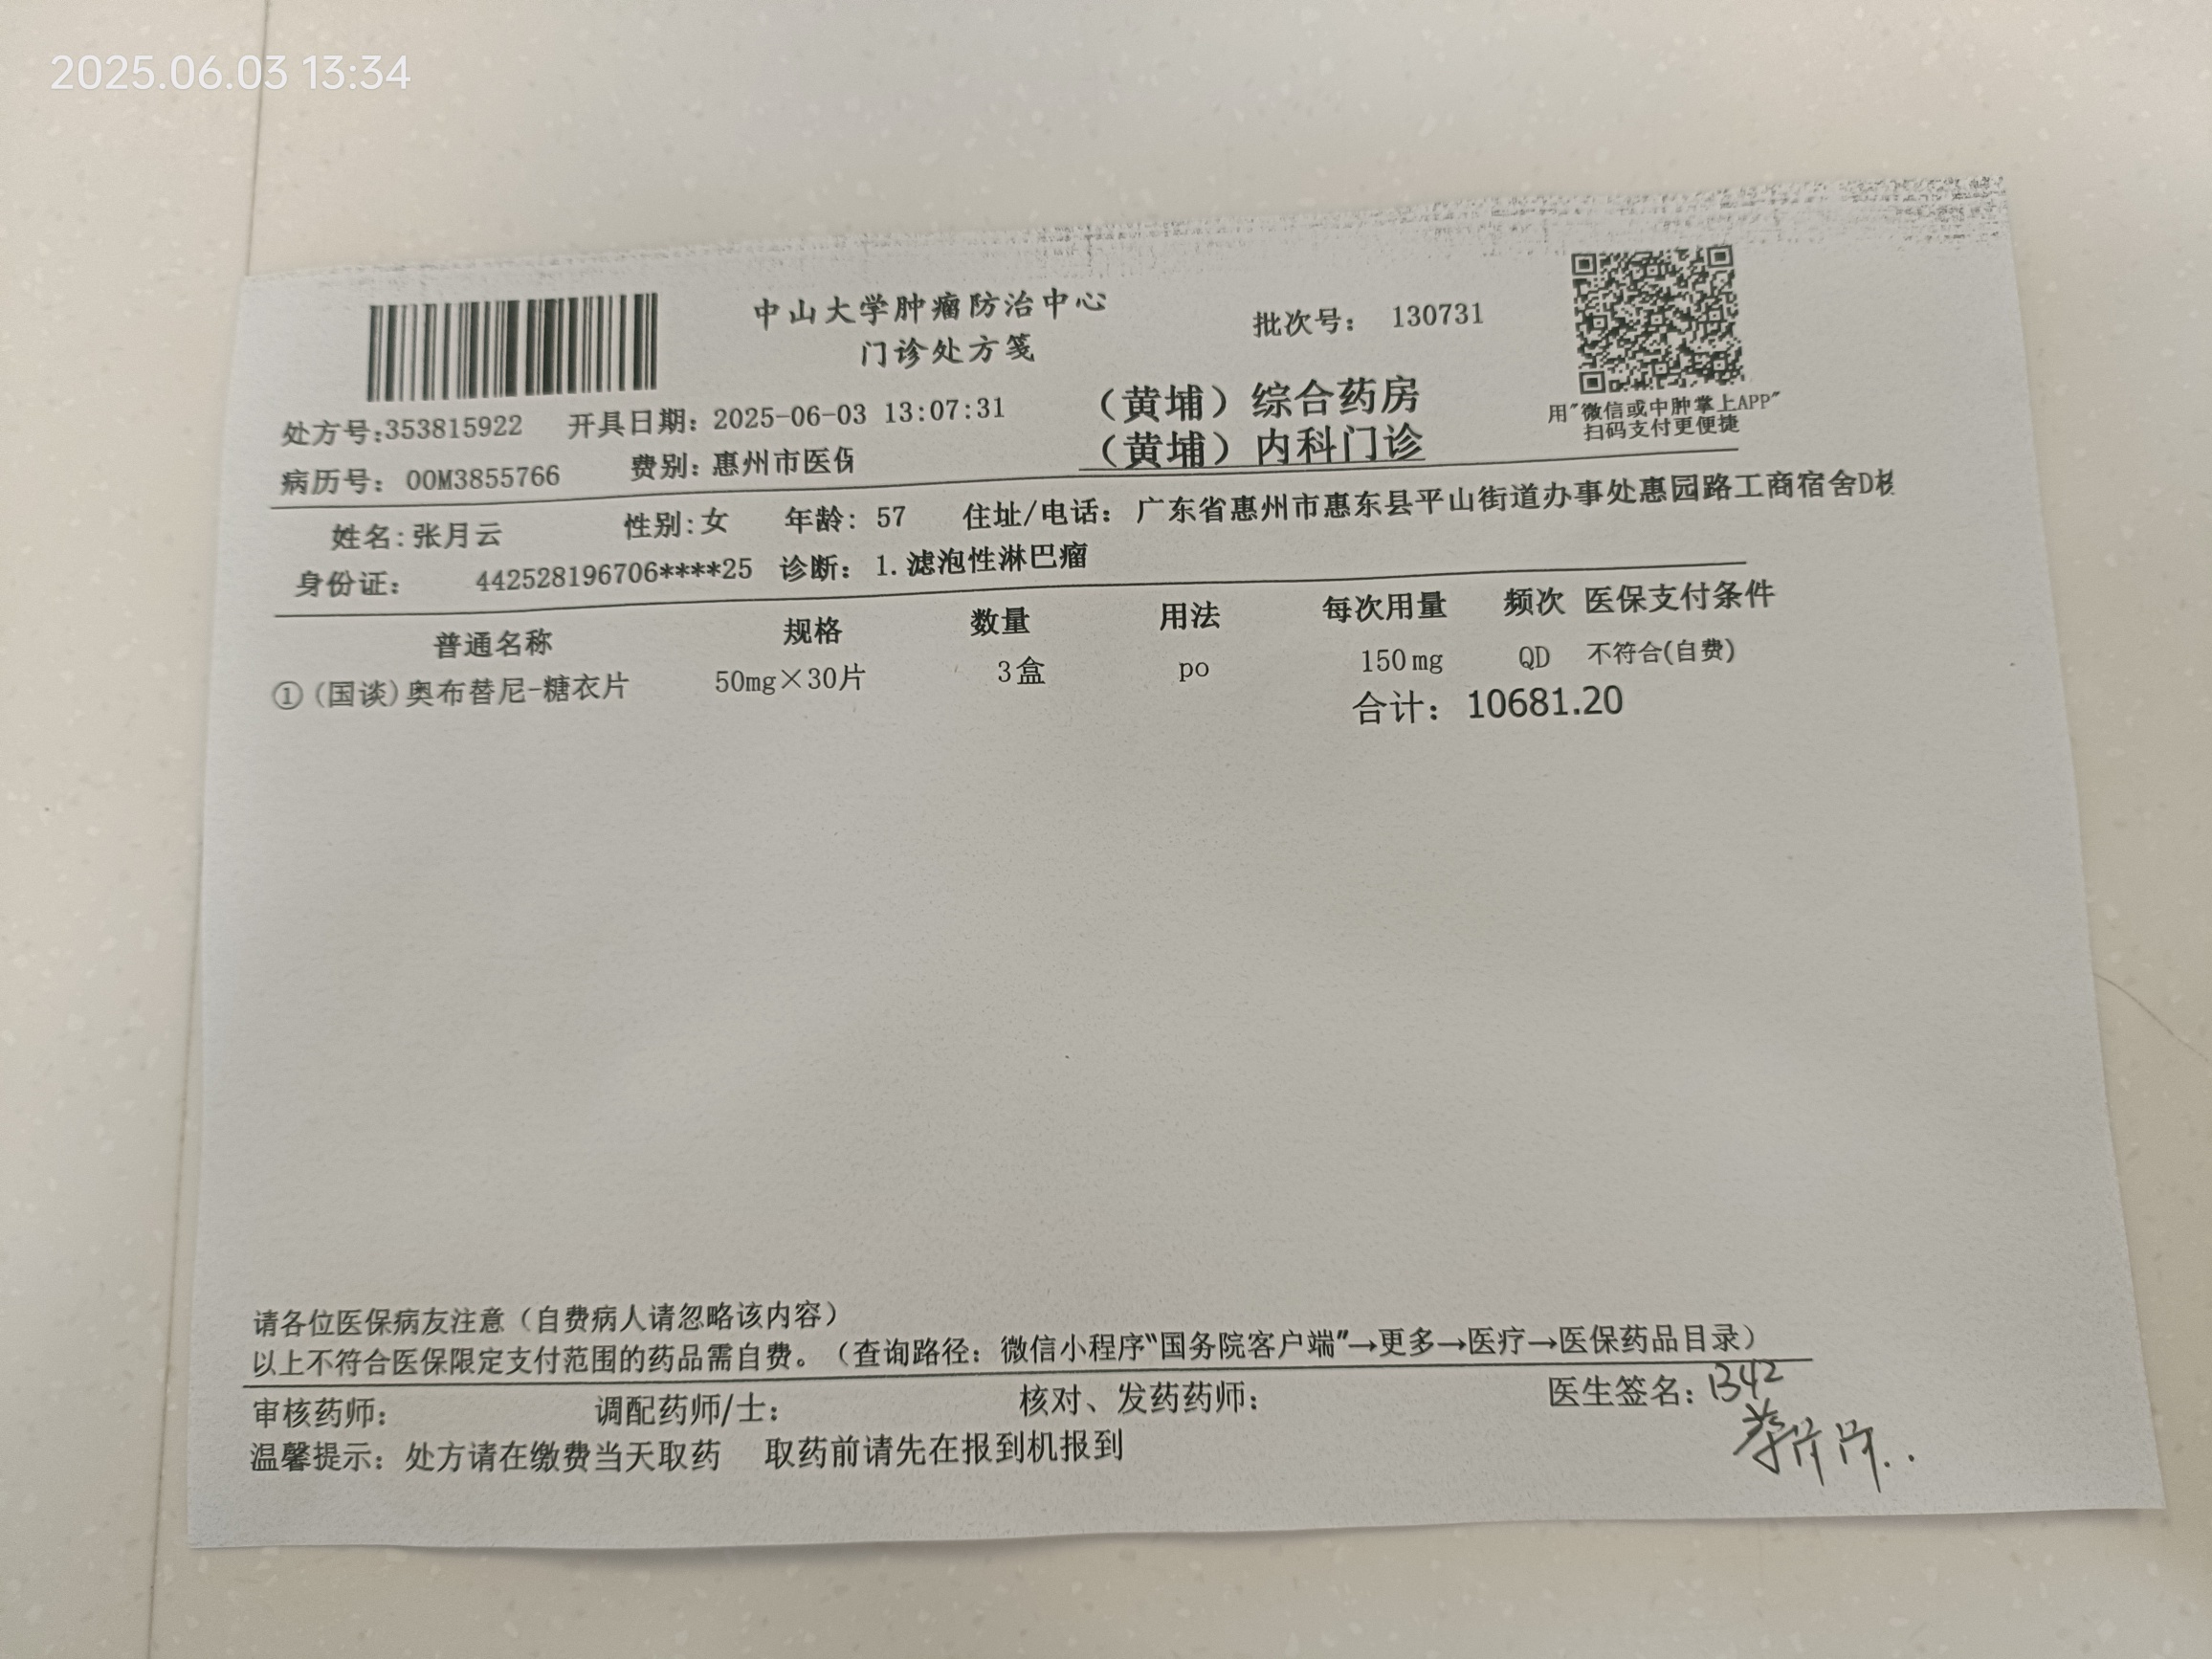 2025.06.03 13:34
中山大学肿瘤防治中心
门诊处方笺
批次号： 130731
（黄埔）综合药房
（黄埔）内科门诊
用"微信或中肿掌上APP"
扫码支付更便捷
处方号:353815922 开具日期: 2025-06-03 13:07:31
病历号: 00M3855766 费别: 惠州市医保
姓名: 张月云 性别: 女 年龄: 57 住址/电话: 广东省惠州市惠东县平山街道办事处惠园路工商宿舍D栋
身份证: 442528196706****25 诊断: 1.滤泡性淋巴瘤
普通名称 规格 数量 用法 每次用量 频次 医保支付条件
①(国谈)奥布替尼-糖衣片 50mg×30片 3盒 po 150mg QD 不符合(自费)
合计：10681.20
请各位医保病友注意（自费病人请忽略该内容）
以上不符合医保限定支付范围的药品需自费。（查询路径：微信小程序"国务院客户端"→更多→医疗→医保药品目录）
审核药师: 调配药师/士: 核对、发药药师: 医生签名: 1342
温馨提示：处方请在缴费当天取药 取药前请先在报到机报到